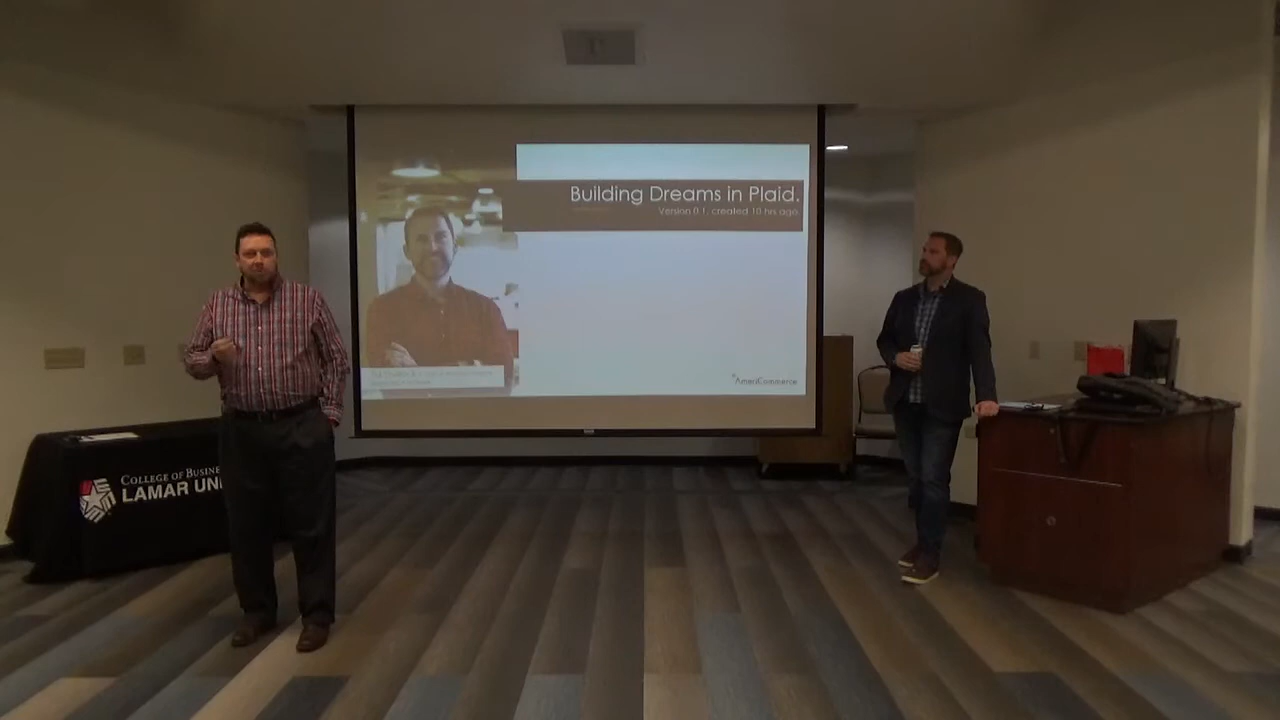 Building Dreams in Plaid.
Version 0.1, created 10 hrs ago.
AmeriCommerce
COLLEGE OF BUSINE
LAMAR UNI